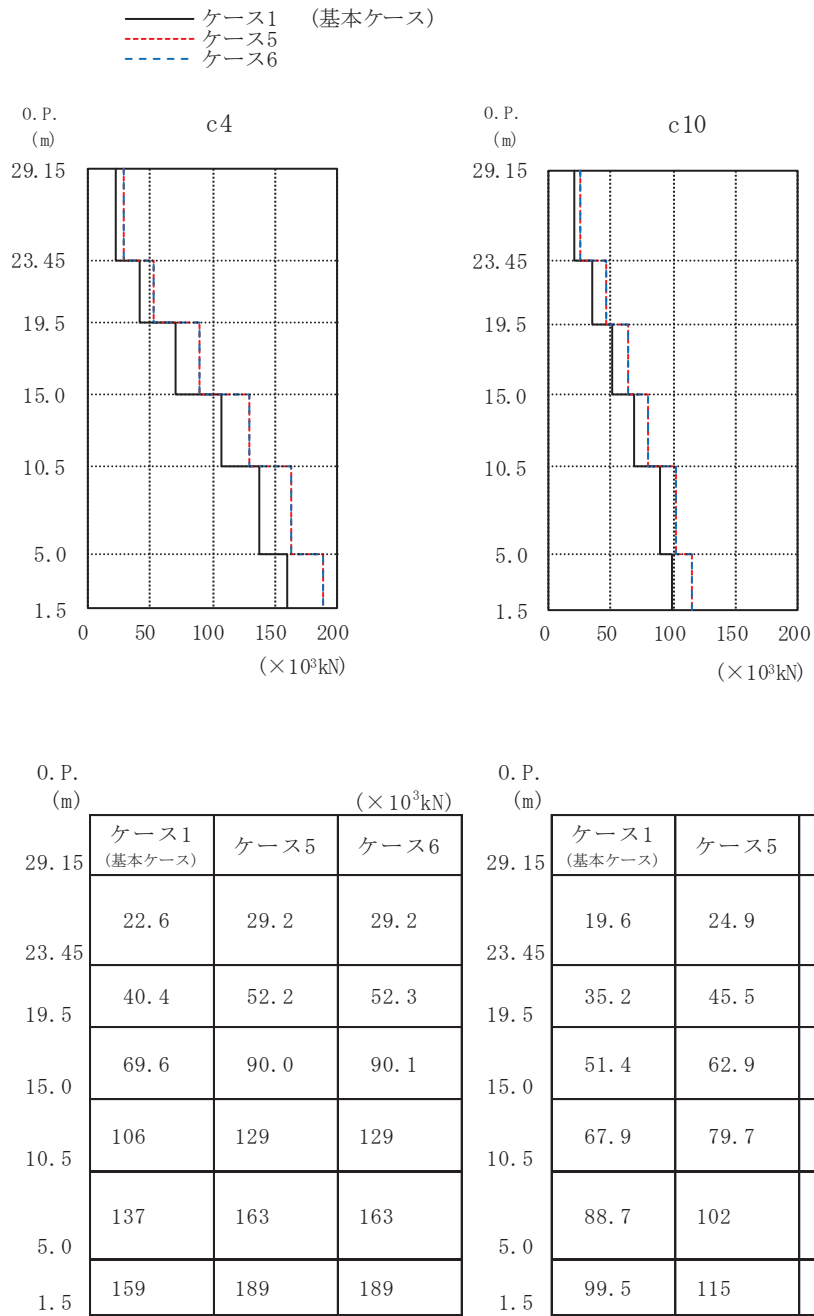 ケース1　(基本ケース)
ケース5
ケース6
O.P.
(m)
c4
29.15
23.45
19.5
15.0
10.5
5.0
1.5
0 50 100 150 200
(×10³kN)
O.P.
(m)
c10
29.15
23.45
19.5
15.0
10.5
5.0
1.5
0 50 100 150 200
(×10³kN)
O.P.
(m)
(×10³kN)
ケース1 ケース5 ケース6
(基本ケース)
29.15
22.6 29.2 29.2
23.45
40.4 52.2 52.3
19.5
69.6 90.0 90.1
15.0
106 129 129
10.5
137 163 163
5.0
159 189 189
1.5
O.P.
(m)
ケース1 ケース5
(基本ケース)
29.15
19.6 24.9
23.45
35.2 45.5
19.5
51.4 62.9
15.0
67.9 79.7
10.5
88.7 102
5.0
99.5 115
1.5